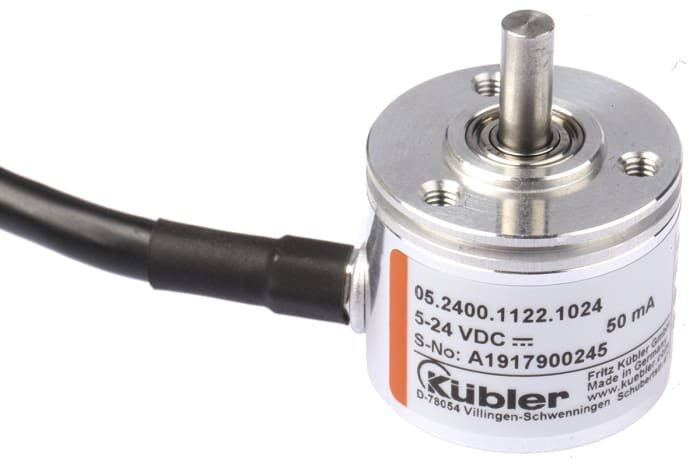 05.2400.1122.1024
5-24 VDC ⎓ 50 mA
S-No: A1917900245
Kübler
D-78054 Villingen-Schwenningen
Fritz Kübler GmbH
Made in Germany
www.kuebler.